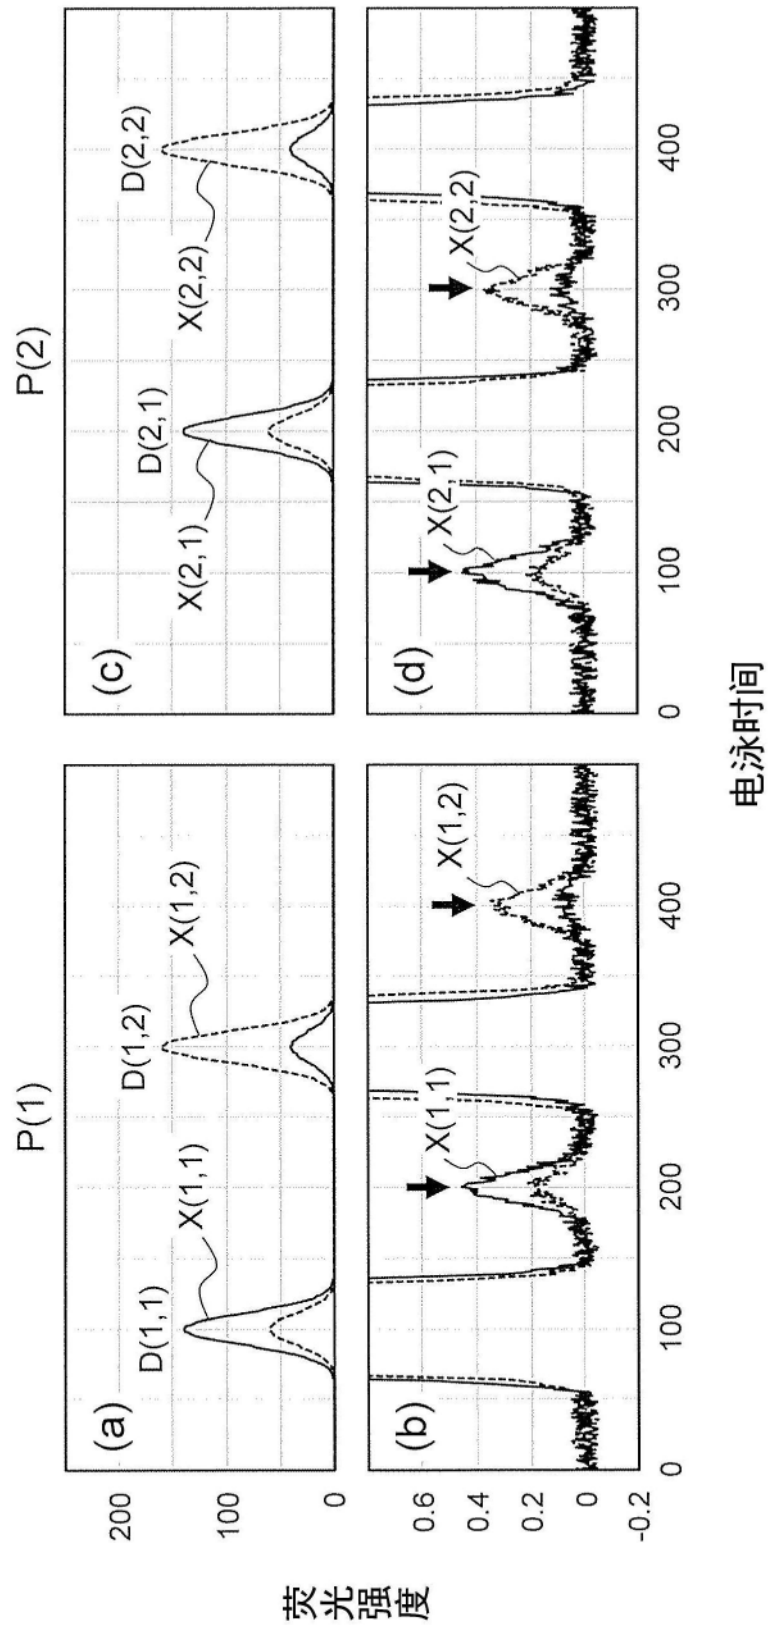 P(1)
P(2)
(a)
D(1,1)
X(1,1)
D(1,2)
X(1,2)
(c)
D(2,1)
X(2,1)
D(2,2)
X(2,2)
200
100
0
荧光强度
(b)
X(1,1)
X(1,2)
(d)
X(2,1)
X(2,2)
0.6
0.4
0.2
0
-0.2
0 100 200 300 400
0 100 200 300 400
电泳时间